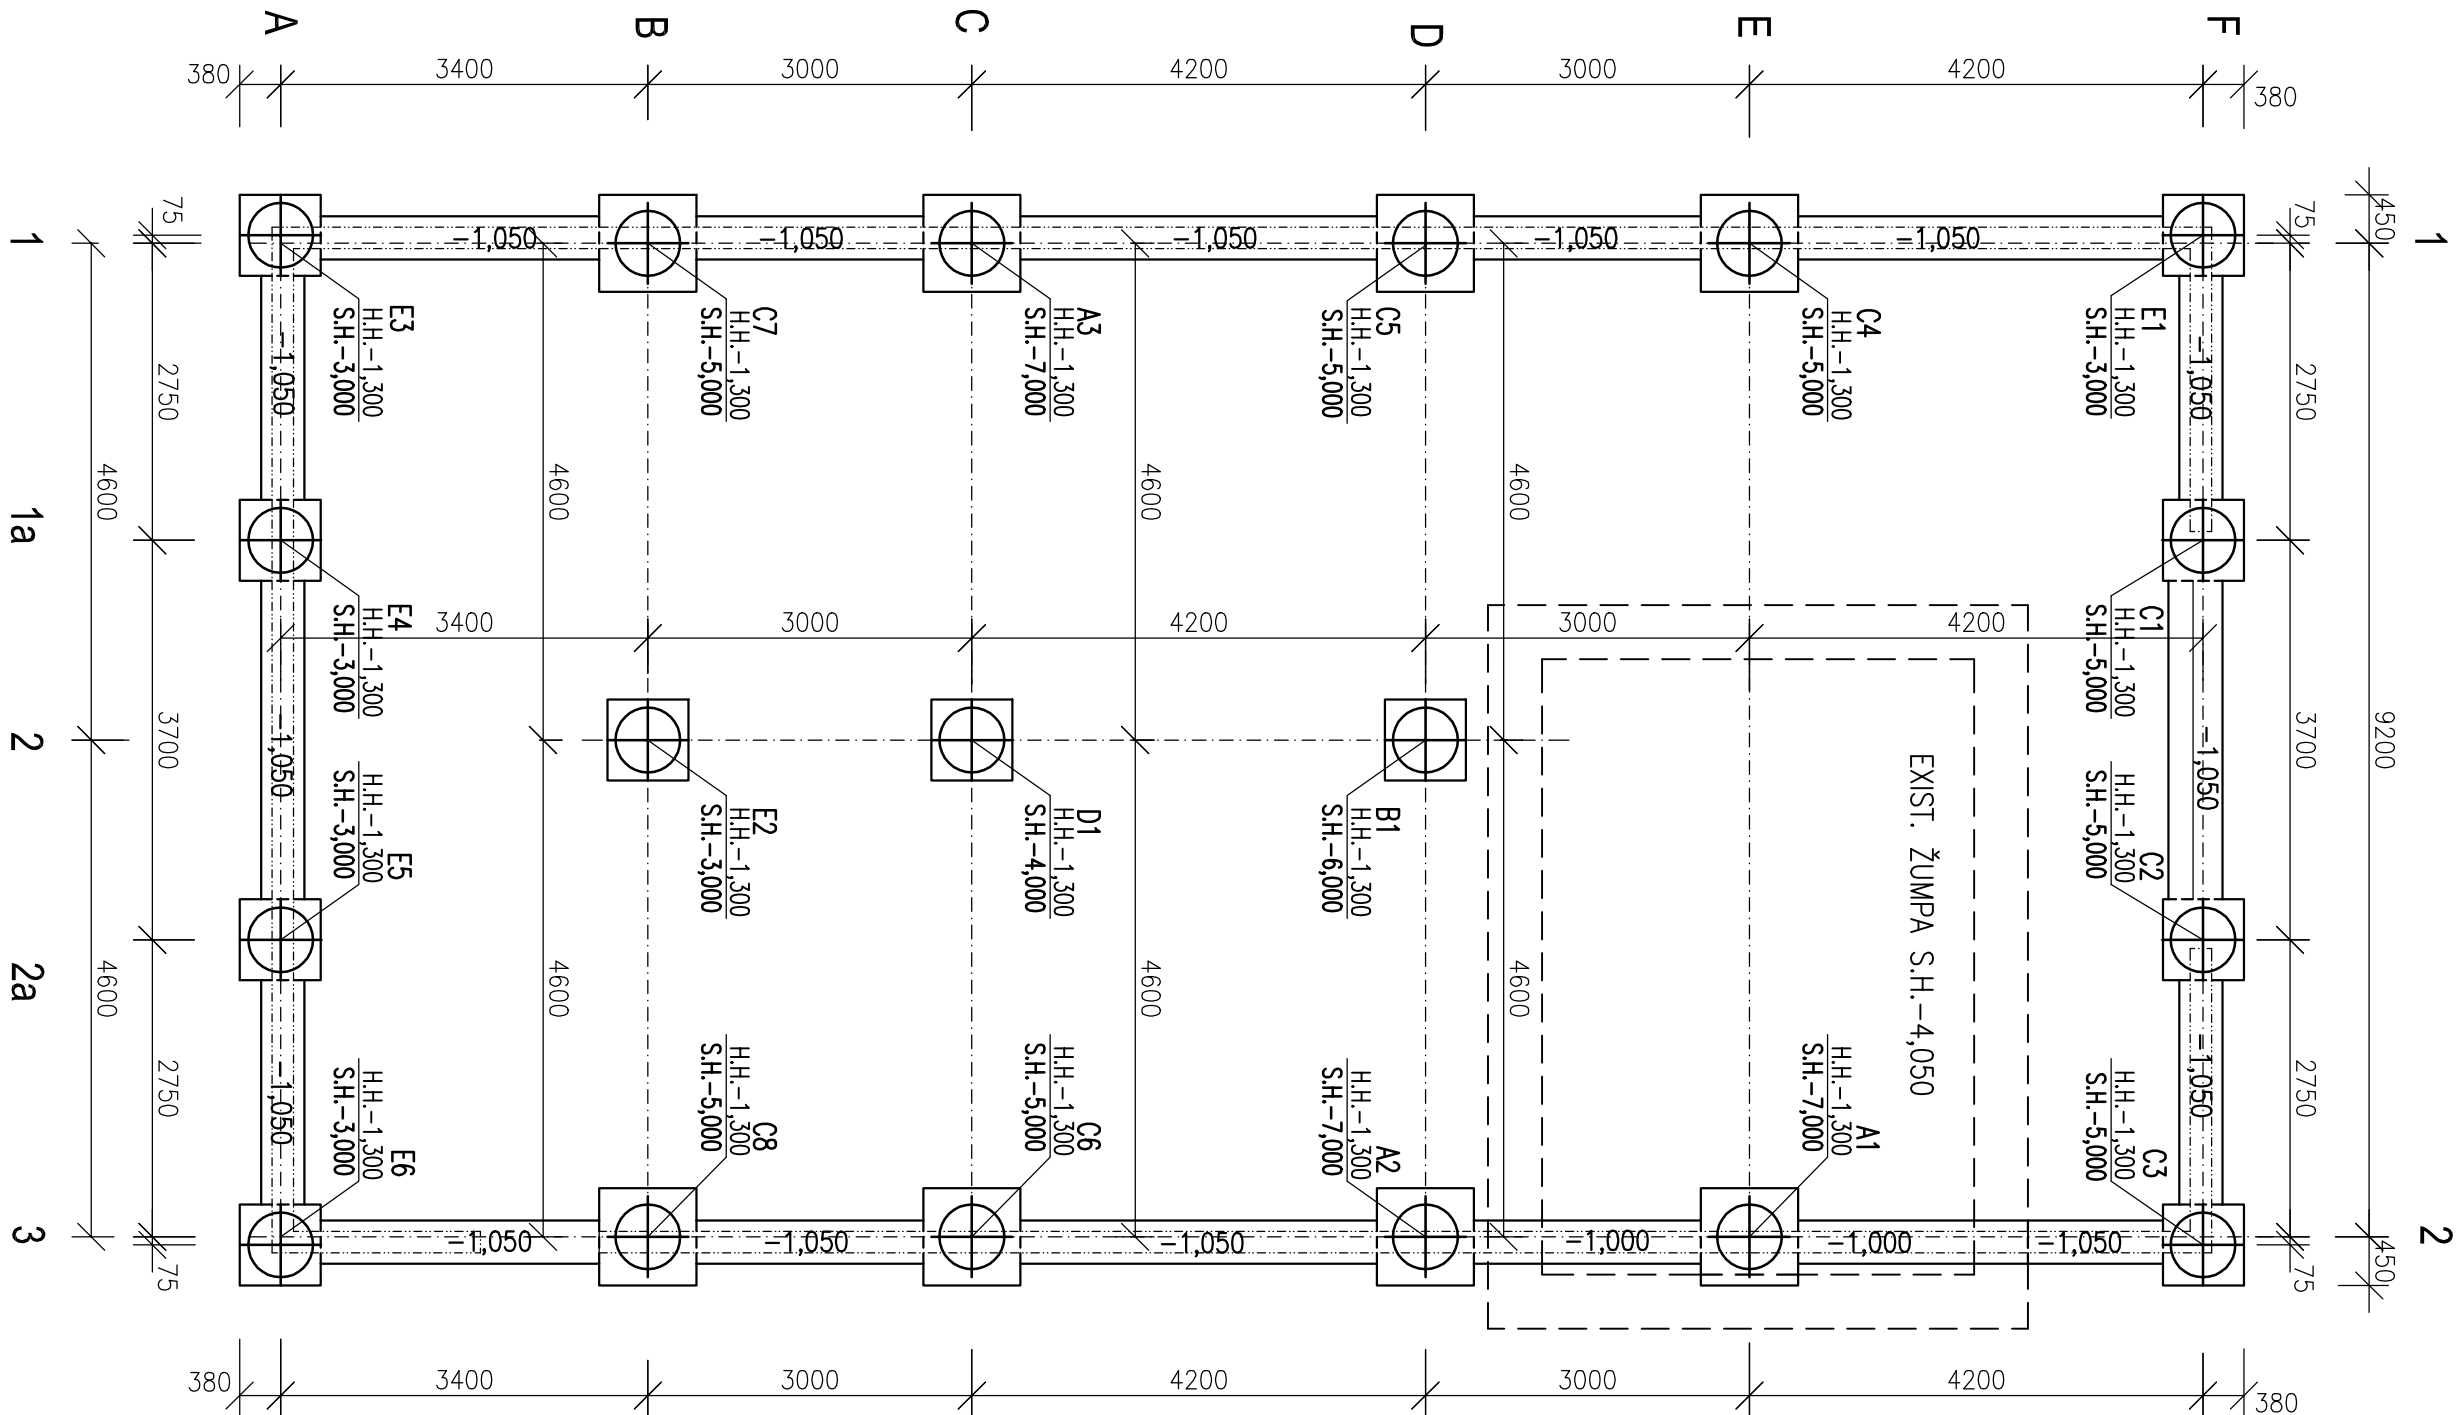 A
B
C
D
E
F
380
3400
3000
4200
3000
4200
380
450
75
75
1
1
-1,050
-1,050
-1,050
-1,050
-1,050
E3
H.H.-1,300
S.H.-3,000
C7
H.H.-1,300
S.H.-5,000
A3
H.H.-1,300
S.H.-7,000
C5
H.H.-1,300
S.H.-5,000
C4
H.H.-1,300
S.H.-5,000
E1
H.H.-1,300
S.H.-3,000
-1,050
-1,050
2750
2750
4600
4600
4600
4600
1a
E4
H.H.-1,300
S.H.-3,000
C1
H.H.-1,300
S.H.-5,000
3400
3000
4200
3000
4200
2
3700
3700
9200
-1,050
-1,050
E5
H.H.-1,300
S.H.-3,000
E2
H.H.-1,300
S.H.-3,000
D1
H.H.-1,300
S.H.-4,000
B1
H.H.-1,300
S.H.-6,000
C2
H.H.-1,300
S.H.-5,000
EXIST. ŽUMPA S.H.-4,050
2a
4600
4600
4600
4600
2750
2750
-1,050
-1,050
E6
H.H.-1,300
S.H.-3,000
C8
H.H.-1,300
S.H.-5,000
C6
H.H.-1,300
S.H.-5,000
A2
H.H.-1,300
S.H.-7,000
A1
H.H.-1,300
S.H.-7,000
C3
H.H.-1,300
S.H.-5,000
3
2
-1,050
-1,050
-1,050
-1,000
-1,000
-1,050
75
75
450
380
3400
3000
4200
3000
4200
380